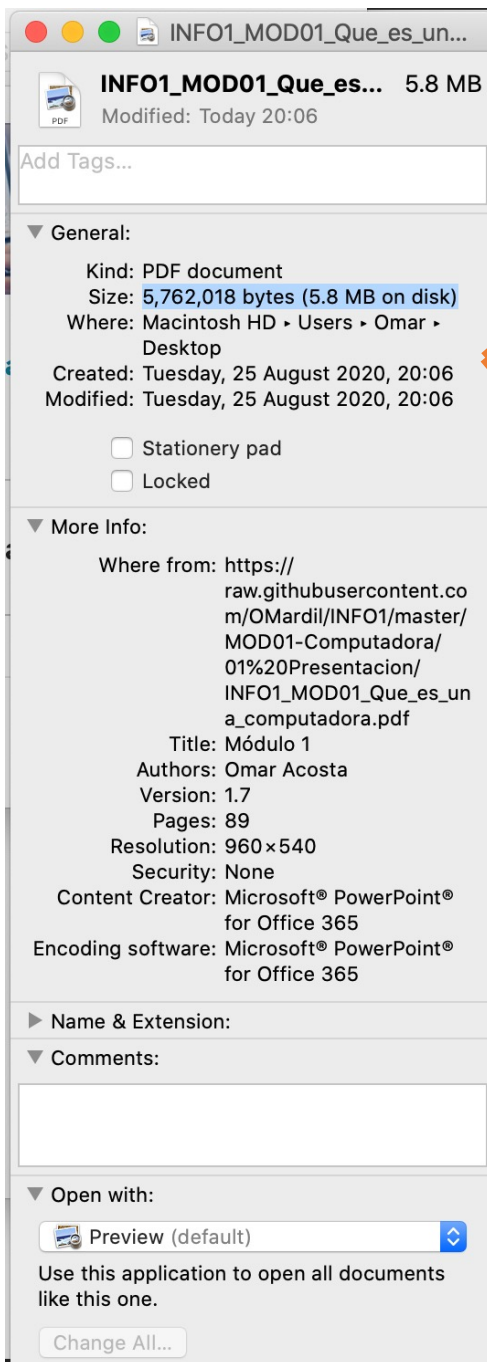 INFO1_MOD01_Que_es_un...
INFO1_MOD01_Que_es... 5.8 MB
PDF
Modified: Today 20:06
Add Tags...
General:
Kind: PDF document
Size: 5,762,018 bytes (5.8 MB on disk)
Where: Macintosh HD ▸ Users ▸ Omar ▸
Desktop
Created: Tuesday, 25 August 2020, 20:06
Modified: Tuesday, 25 August 2020, 20:06
Stationery pad
Locked
More Info:
Where from: https://
raw.githubusercontent.co
m/OMardil/INFO1/master/
MOD01-Computadora/
01%20Presentacion/
INFO1_MOD01_Que_es_un
a_computadora.pdf
Title: Módulo 1
Authors: Omar Acosta
Version: 1.7
Pages: 89
Resolution: 960×540
Security: None
Content Creator: Microsoft® PowerPoint®
for Office 365
Encoding software: Microsoft® PowerPoint®
for Office 365
Name & Extension:
Comments:
Open with:
Preview (default)
Use this application to open all documents
like this one.
Change All...